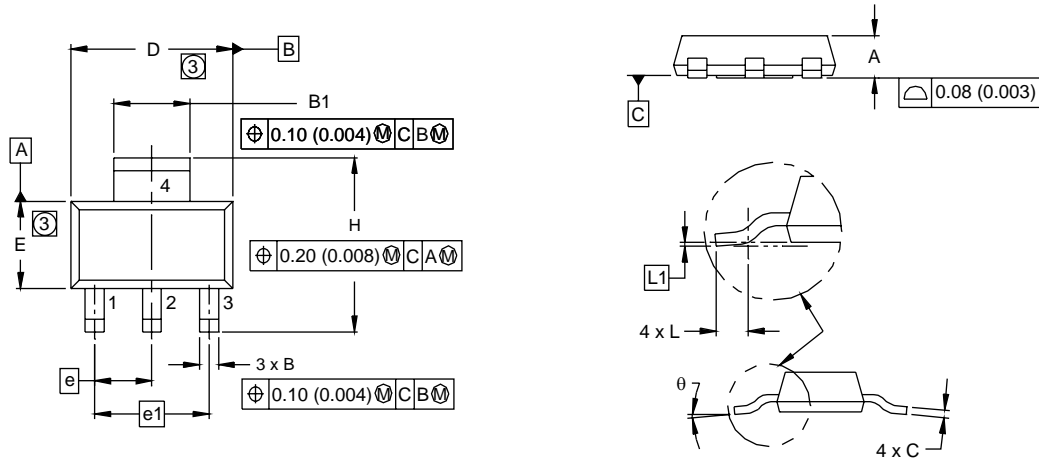 D
B
3
B1
⌖ 0.10 (0.004) Ⓜ C B Ⓜ
A
4
3
E
H
⌖ 0.20 (0.008) Ⓜ C A Ⓜ
1
2
3
3 x B
e
⌖ 0.10 (0.004) Ⓜ C B Ⓜ
e1
A
C
⌓ 0.08 (0.003)
L1
4 x L
θ
4 x C